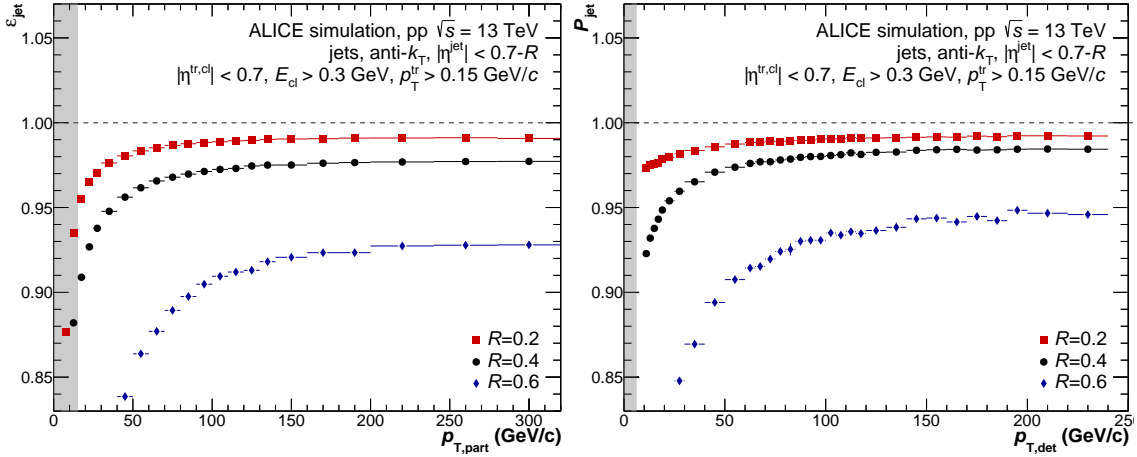 ε_jet
ALICE simulation, pp √s = 13 TeV
jets, anti-k_T, |η^jet| < 0.7-R
|η^tr,cl| < 0.7, E_cl > 0.3 GeV, p_T^tr > 0.15 GeV/c
1.05
1.00
0.95
0.90
0.85
R=0.2
R=0.4
R=0.6
0 50 100 150 200 250 300
p_T,part (GeV/c)
P_jet
ALICE simulation, pp √s = 13 TeV
jets, anti-k_T, |η^jet| < 0.7-R
|η^tr,cl| < 0.7, E_cl > 0.3 GeV, p_T^tr > 0.15 GeV/c
1.05
1.00
0.95
0.90
0.85
R=0.2
R=0.4
R=0.6
0 50 100 150 200 250
p_T,det (GeV/c)